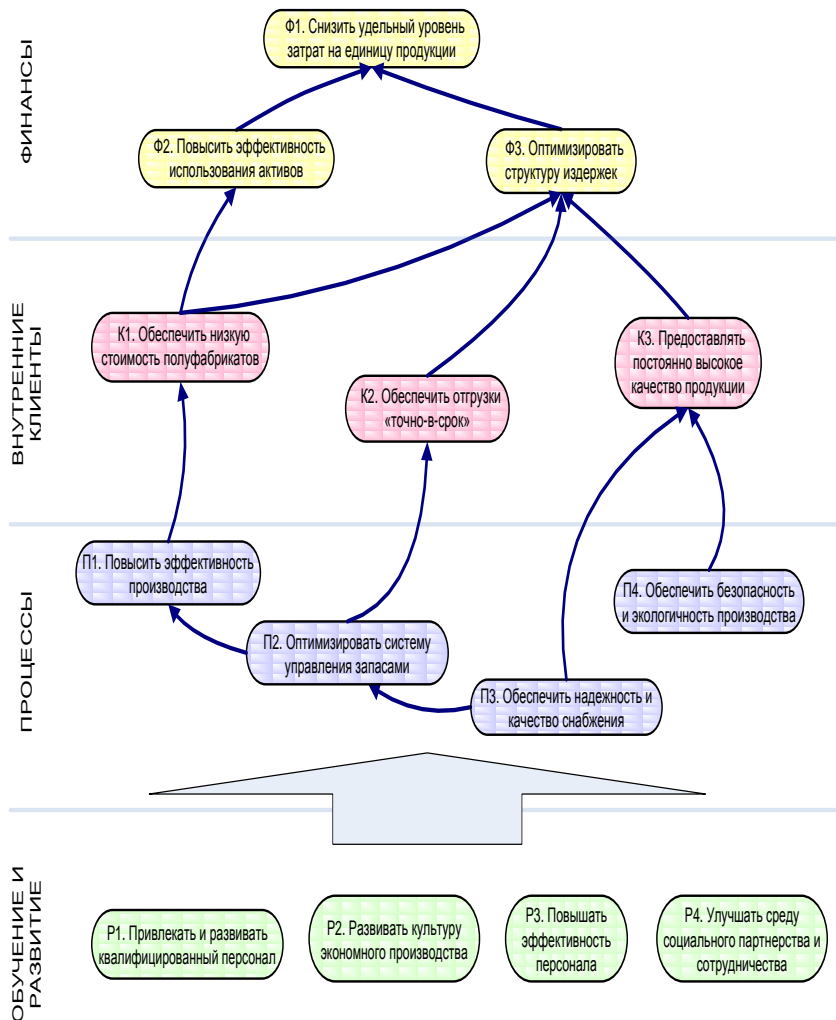 ФИНАНСЫ
Ф1. Снизить удельный уровень
затрат на единицу продукции
Ф2. Повысить эффективность
использования активов
Ф3. Оптимизировать
структуру издержек
ВНУТРЕННИЕ
КЛИЕНТЫ
К1. Обеспечить низкую
стоимость полуфабрикатов
К2. Обеспечить отгрузки
«точно-в-срок»
К3. Предоставлять
постоянно высокое
качество продукции
ПРОЦЕССЫ
П1. Повысить эффективность
производства
П2. Оптимизировать систему
управления запасами
П3. Обеспечить надежность и
качество снабжения
П4. Обеспечить безопасность
и экологичность производства
ОБУЧЕНИЕ И
РАЗВИТИЕ
Р1. Привлекать и развивать
квалифицированный персонал
Р2. Развивать культуру
экономного производства
Р3. Повышать
эффективность
персонала
Р4. Улучшать среду
социального партнерства и
сотрудничества